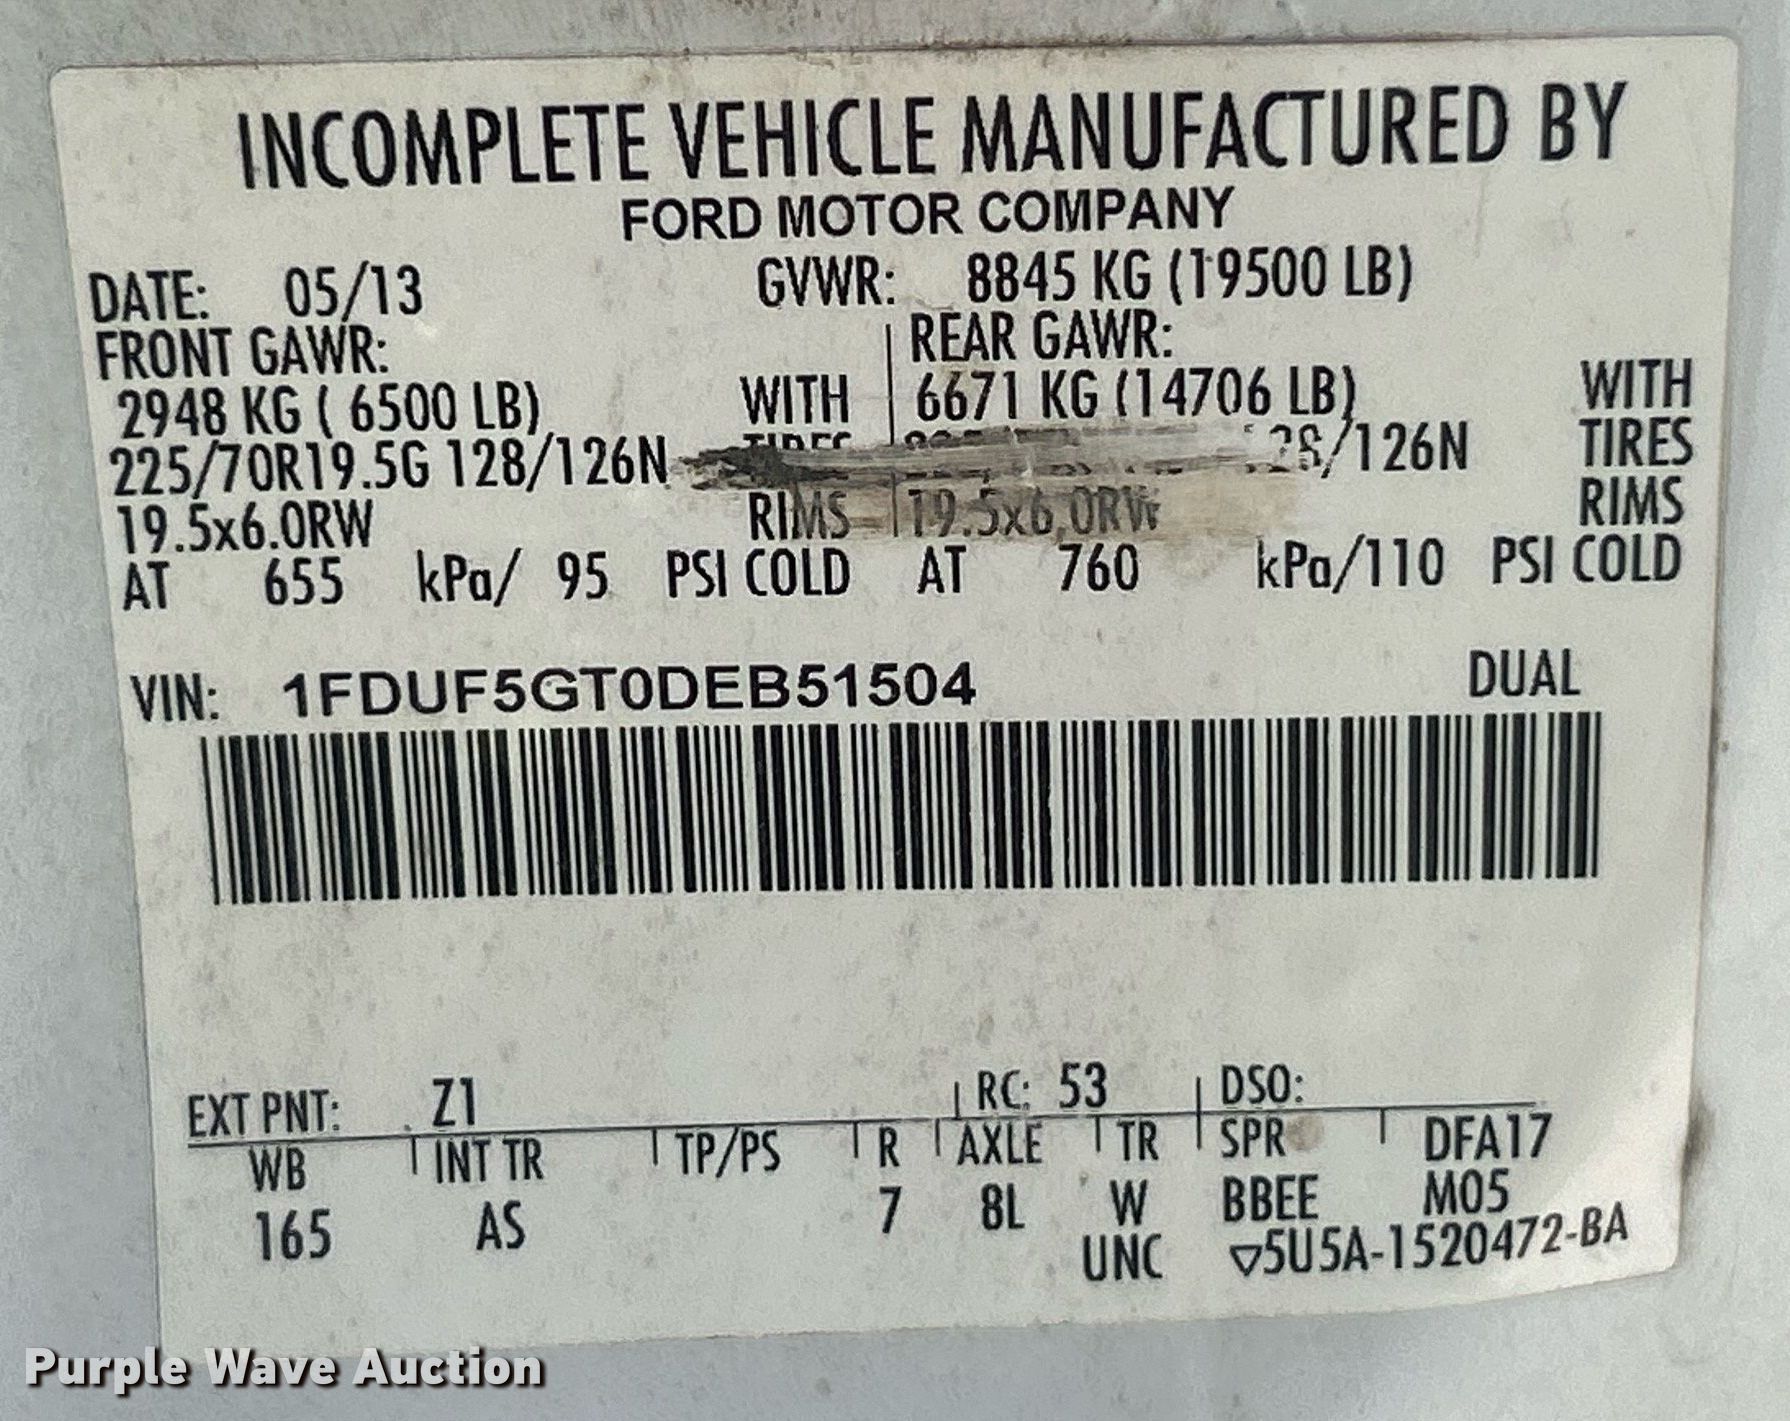 INCOMPLETE VEHICLE MANUFACTURED BY
FORD MOTOR COMPANY
DATE: 05/13 GVWR: 8845 KG (19500 LB)
FRONT GAWR: REAR GAWR:
2948 KG ( 6500 LB) WITH 6671 KG (14706 LB) WITH
225/70R19.5G 128/126N TIRES 128/126N TIRES
19.5x6.0RW RIMS 19.5x6.0RW RIMS
AT 655 kPa/ 95 PSI COLD AT 760 kPa/110 PSI COLD
VIN: 1FDUF5GT0DEB51504 DUAL
EXT PNT: Z1 RC: 53 DSO:
WB INT TR TP/PS R AXLE TR SPR DFA17
165 AS 7 8L W BBEE M05
UNC ▽5U5A-1520472-BA
Purple Wave Auction